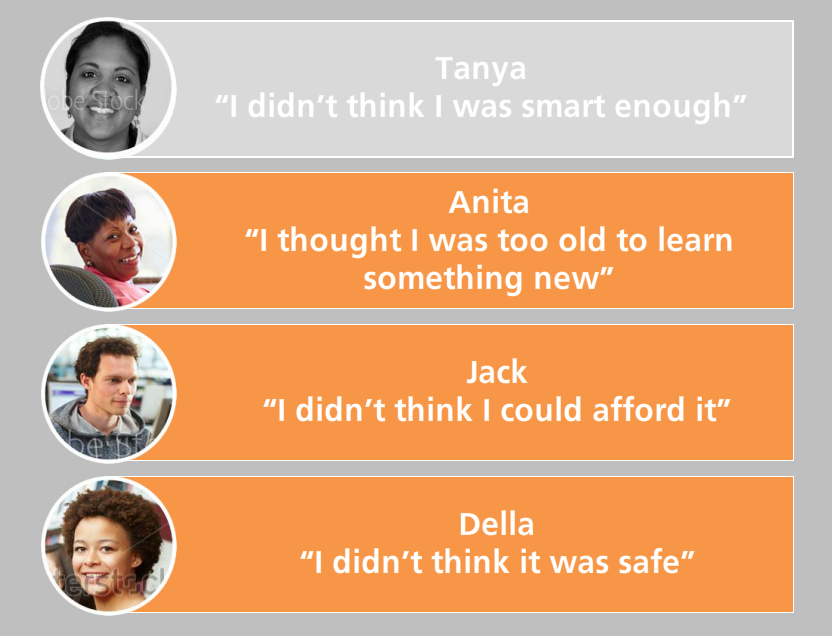 Tanya
“I didn’t think I was smart enough”
Anita
“I thought I was too old to learn
something new”
Jack
“I didn’t think I could afford it”
Della
“I didn’t think it was safe”